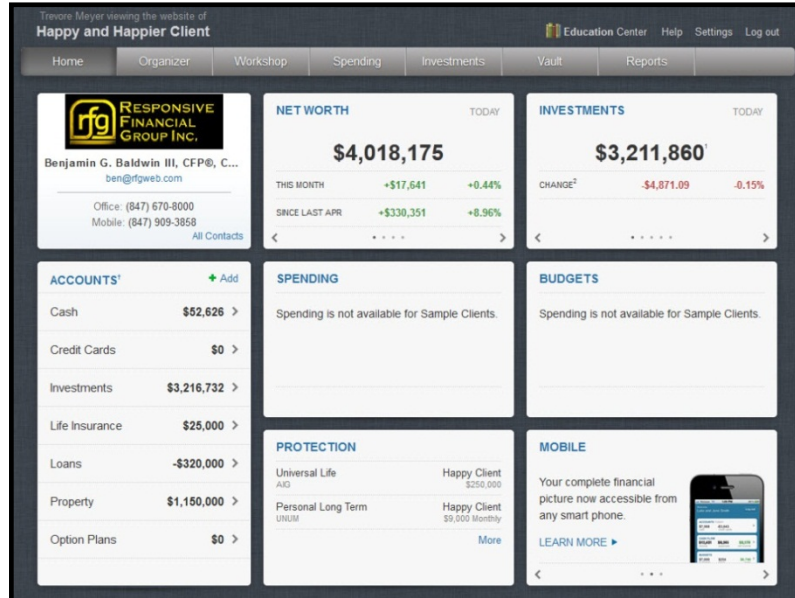 Trevore Meyer viewing the website of
Happy and Happier Client
Education Center Help Settings Log out
Home Organizer Workshop Spending Investments Vault Reports
rfg RESPONSIVE
FINANCIAL
GROUP INC.
Benjamin G. Baldwin III, CFP®, C...
ben@rfgweb.com
Office: (847) 670-8000
Mobile: (847) 909-3858
All Contacts
NET WORTH TODAY
$4,018,175
THIS MONTH +$17,641 +0.44%
SINCE LAST APR +$330,351 +8.96%
INVESTMENTS TODAY
$3,211,860¹
CHANGE² -$4,871.09 -0.15%
ACCOUNTS† + Add
Cash $52,626
Credit Cards $0
Investments $3,216,732
Life Insurance $25,000
Loans -$320,000
Property $1,150,000
Option Plans $0
SPENDING
Spending is not available for Sample Clients.
BUDGETS
Spending is not available for Sample Clients.
PROTECTION
Universal Life Happy Client
AIG $250,000
Personal Long Term Happy Client
UNUM $9,000 Monthly
More
MOBILE
Your complete financial
picture now accessible from
any smart phone.
LEARN MORE